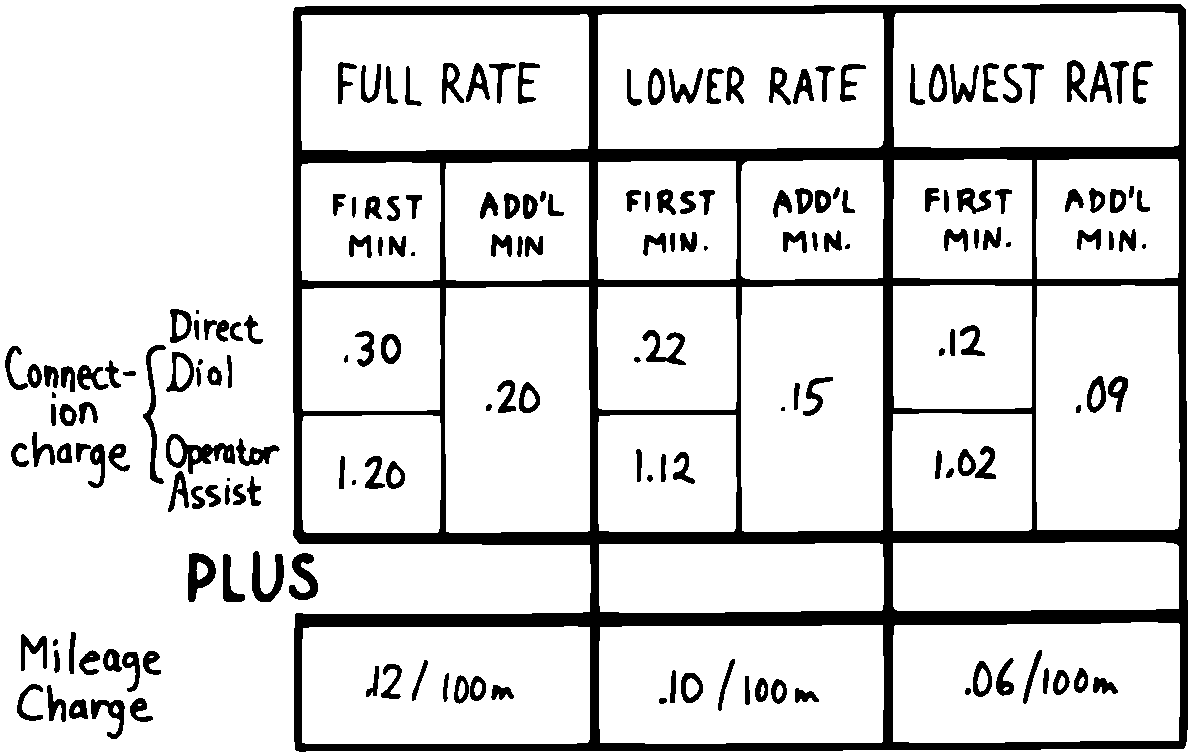 FULL RATE LOWER RATE LOWEST RATE
FIRST MIN. ADD'L MIN FIRST MIN. ADD'L MIN. FIRST MIN. ADD'L MIN.
Connect-
ion
charge
Direct
Dial
.30 .20 .22 .15 .12 .09
Operator
Assist
1.20 1.12 1.02
PLUS
Mileage
Charge
.12/100m .10/100m .06/100m